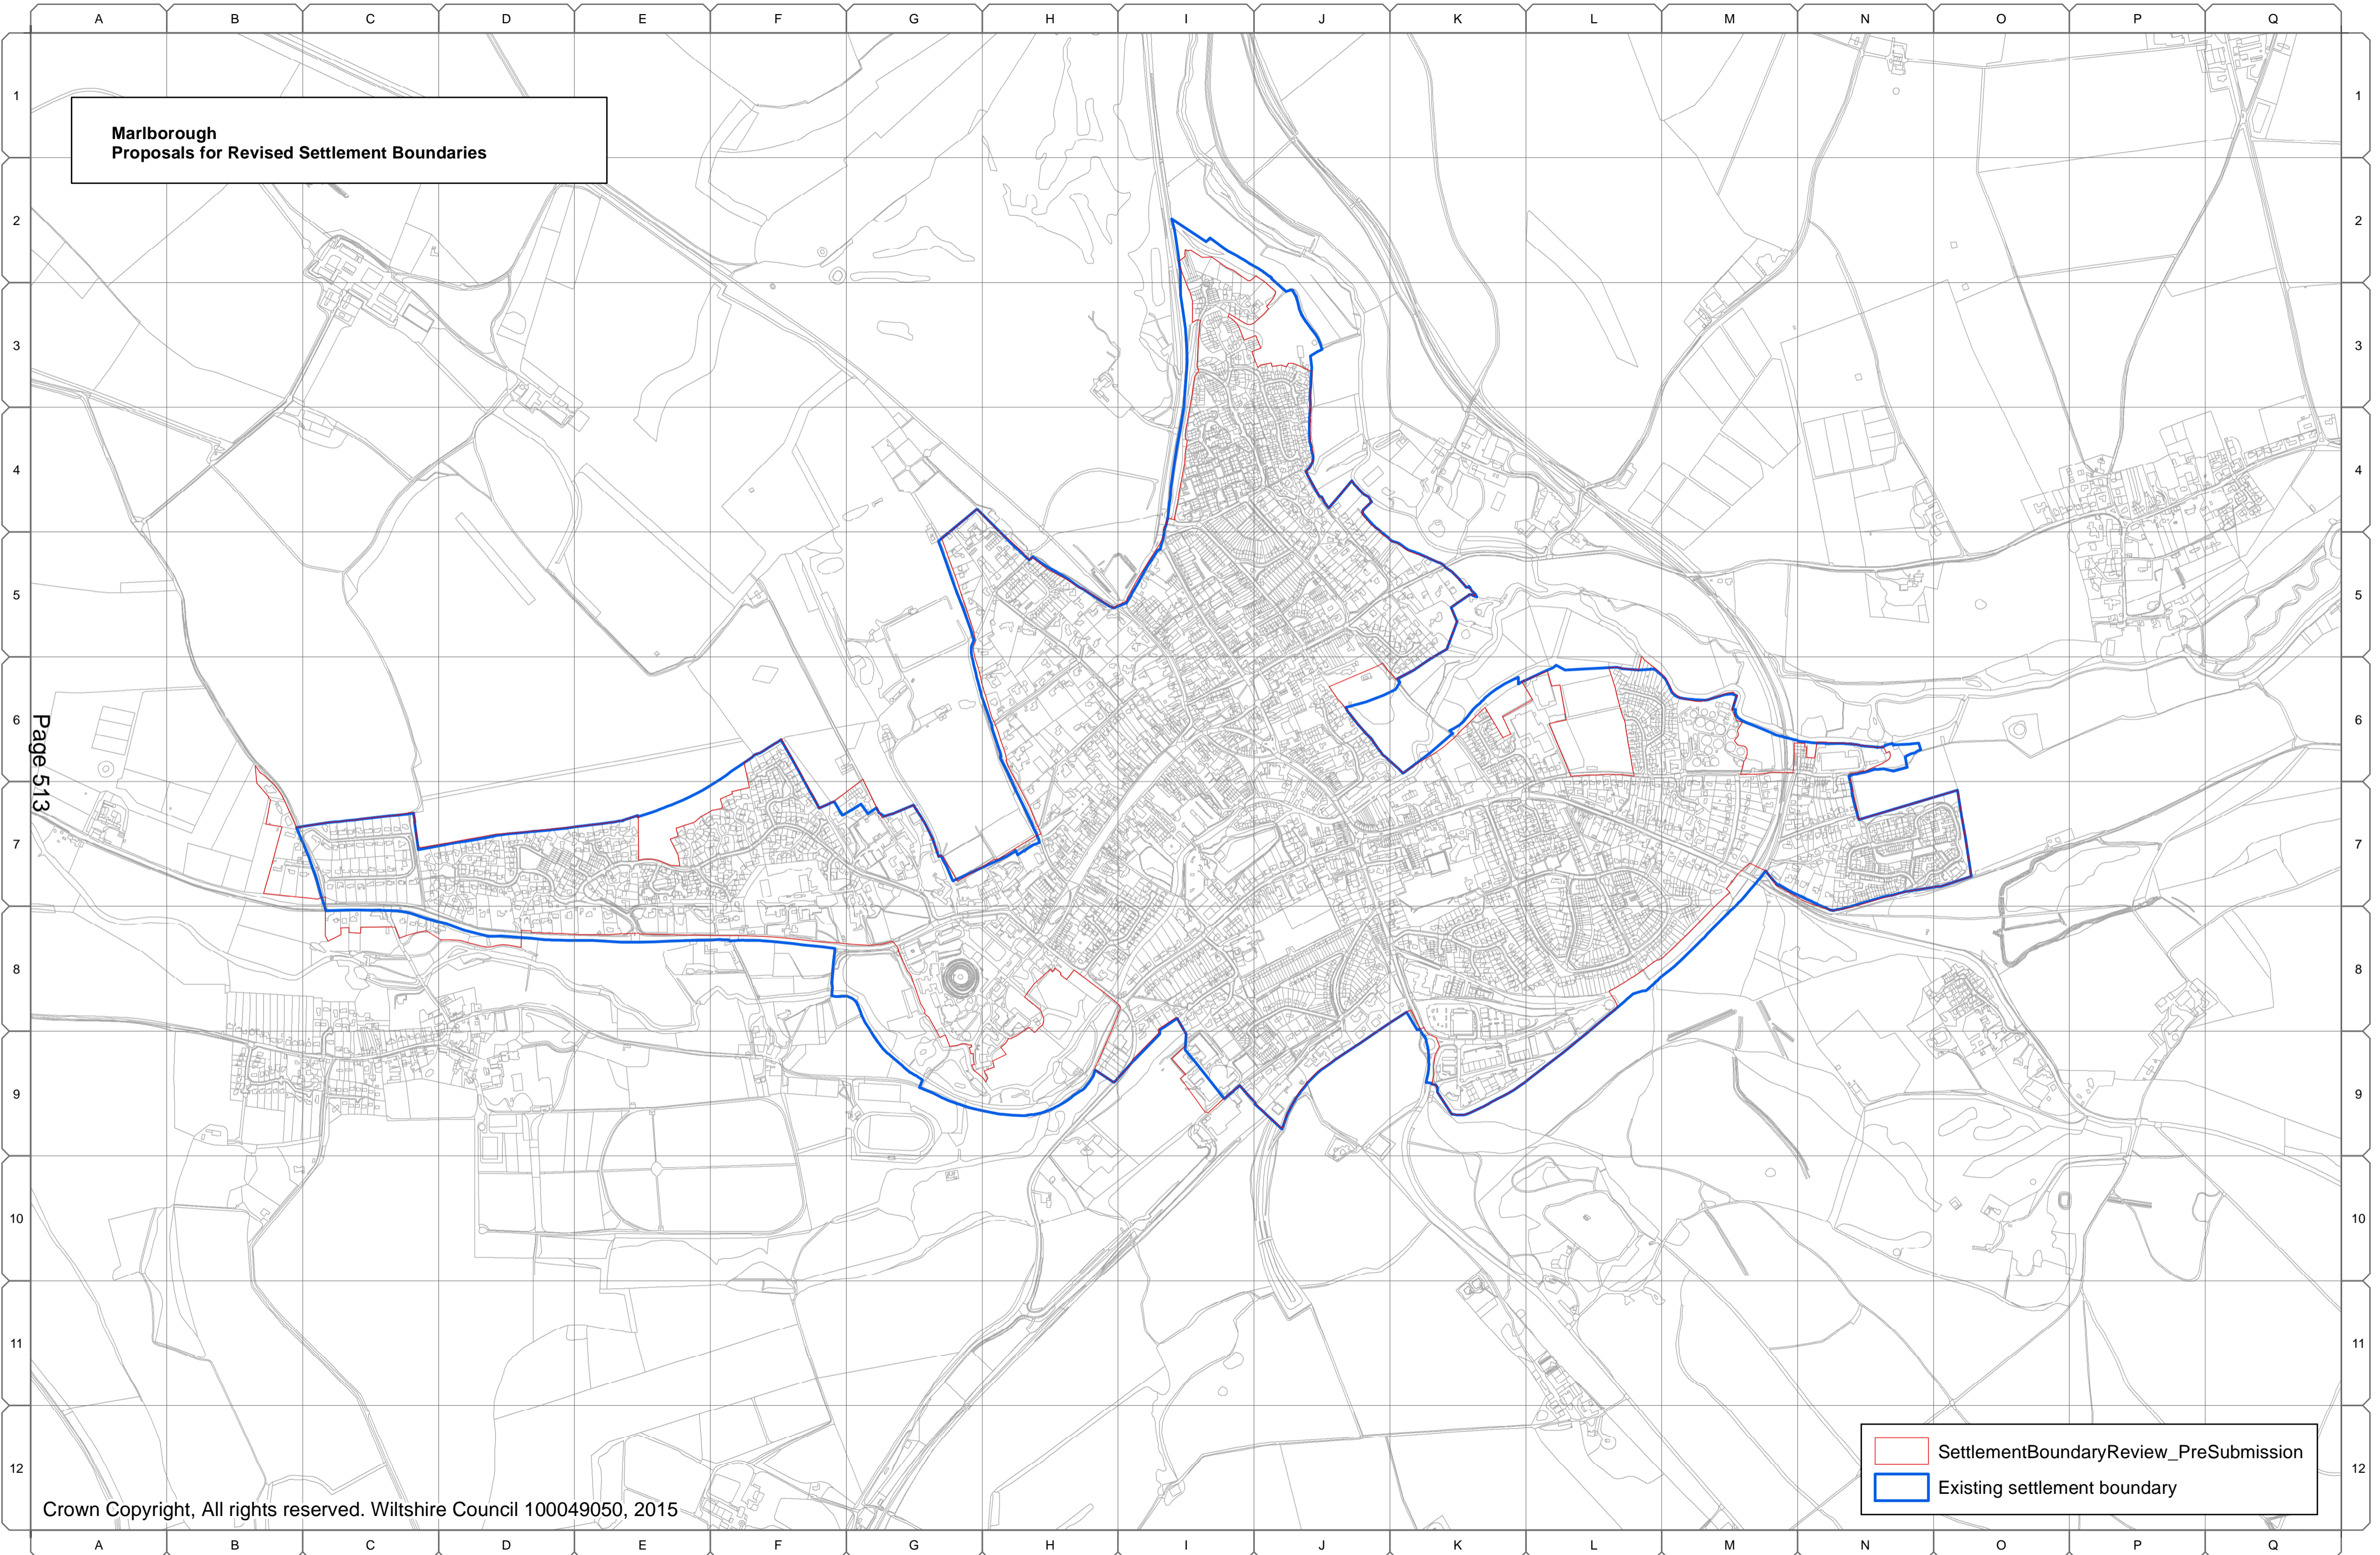 A B C D E F G H I J K L M N O P Q
1 1
Marlborough
Proposals for Revised Settlement Boundaries
2 2
3 3
4 4
5 5
6 6
Page 513
7 7
8 8
9 9
10 10
11 11
12 12
SettlementBoundaryReview_PreSubmission
Existing settlement boundary
Crown Copyright, All rights reserved. Wiltshire Council 100049050, 2015
A B C D E F G H I J K L M N O P Q